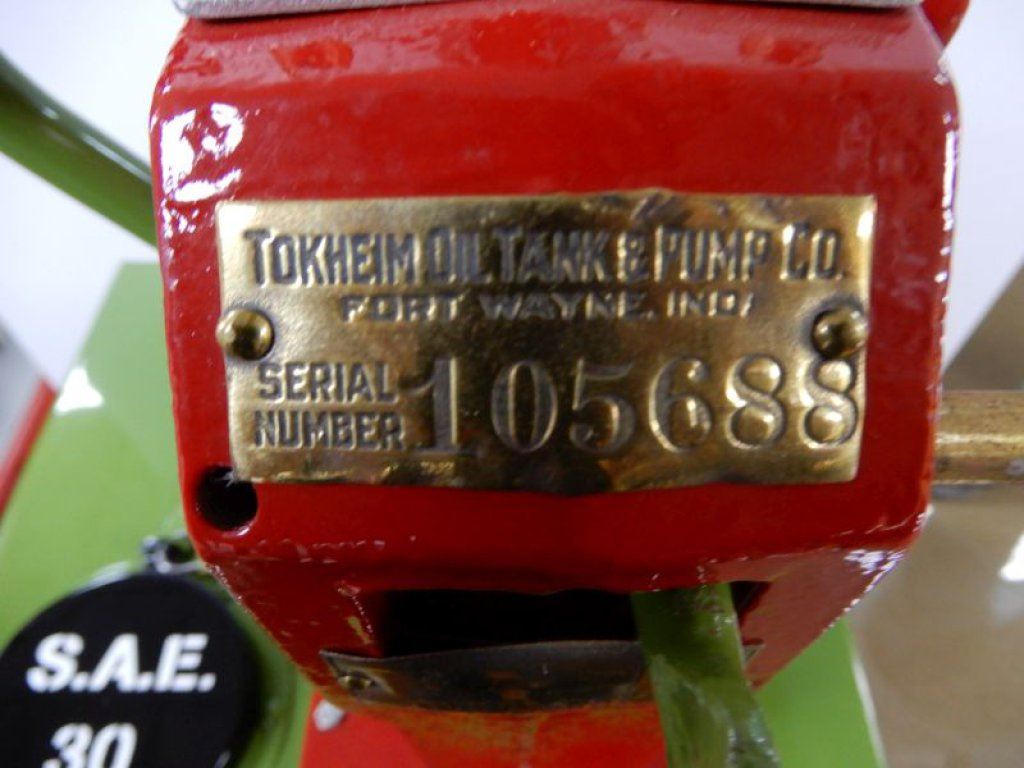 TOKHEIM OIL TANK & PUMP CO.
FORT WAYNE, IND.
SERIAL NUMBER 105688
S.A.E.
30